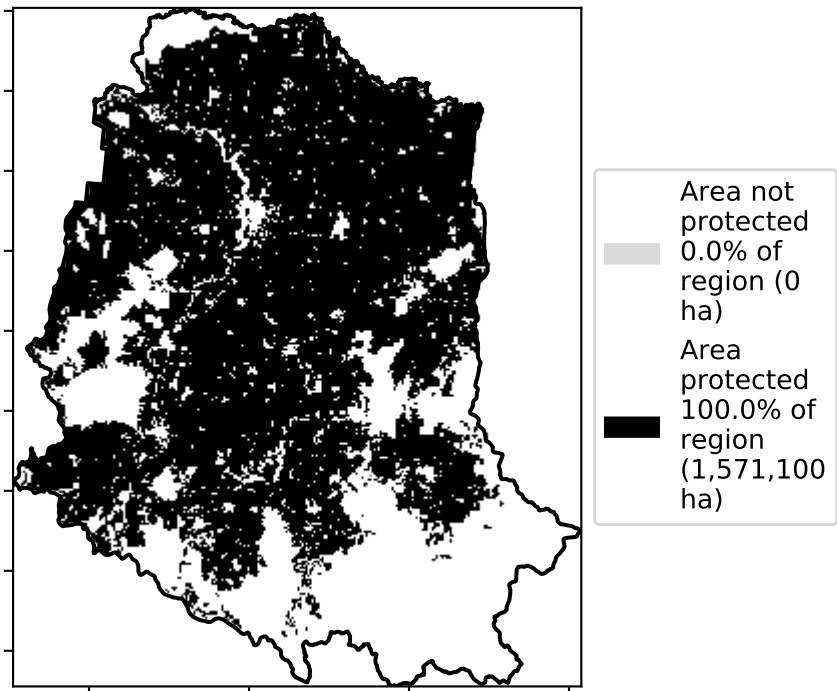 Area not
protected
0.0% of
region (0
ha)
Area
protected
100.0% of
region
(1,571,100
ha)